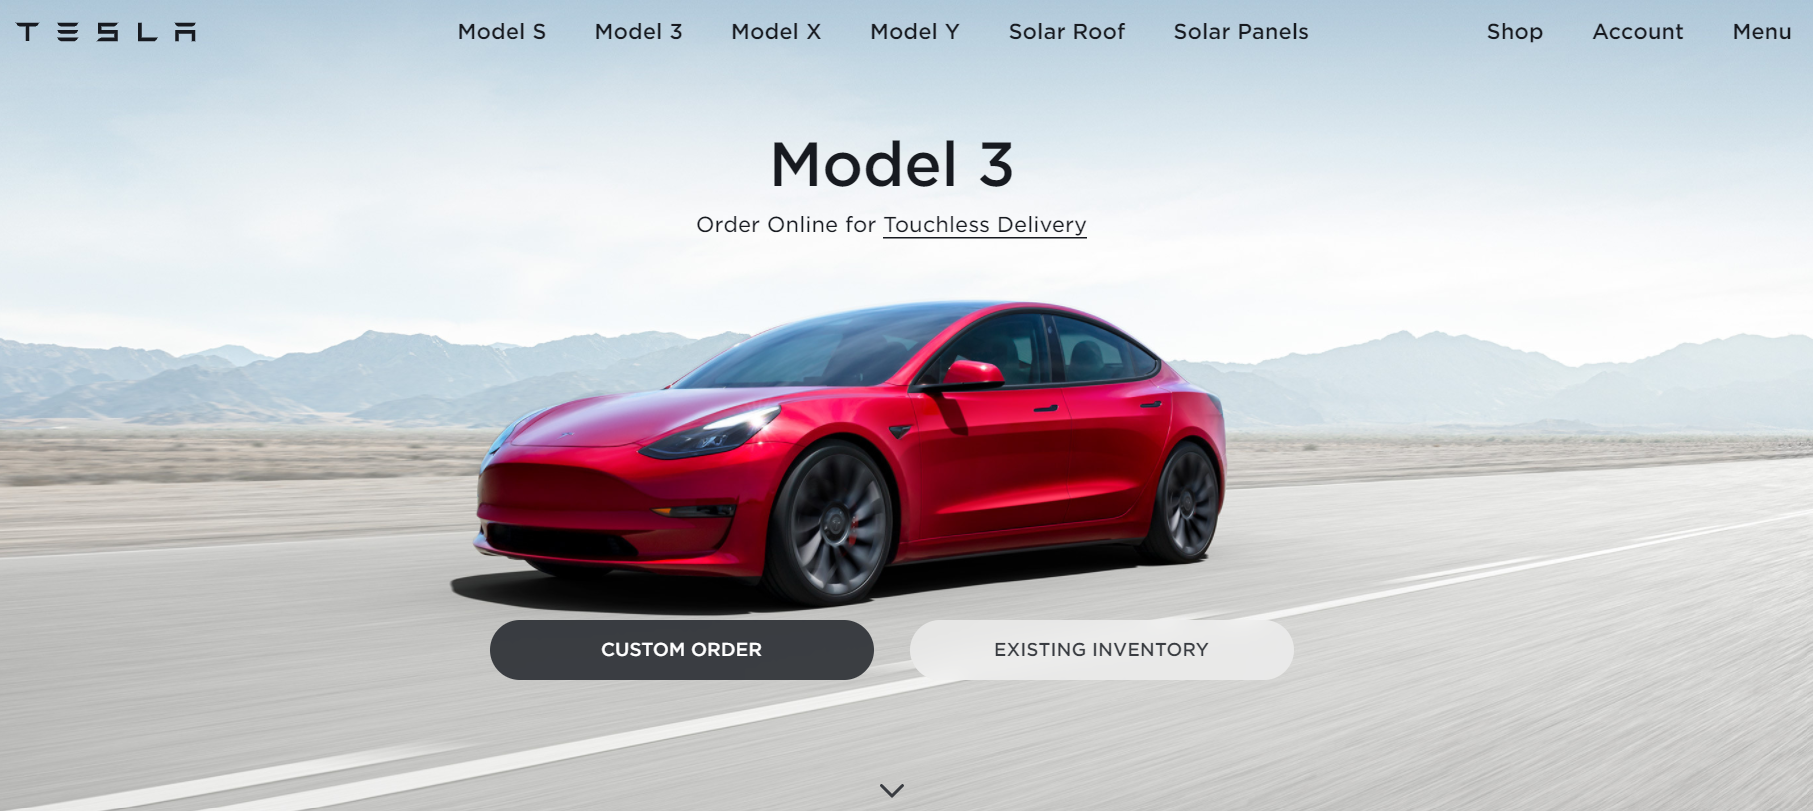 TESLA Model S Model 3 Model X Model Y Solar Roof Solar Panels Shop Account Menu
Model 3
Order Online for Touchless Delivery
CUSTOM ORDER EXISTING INVENTORY